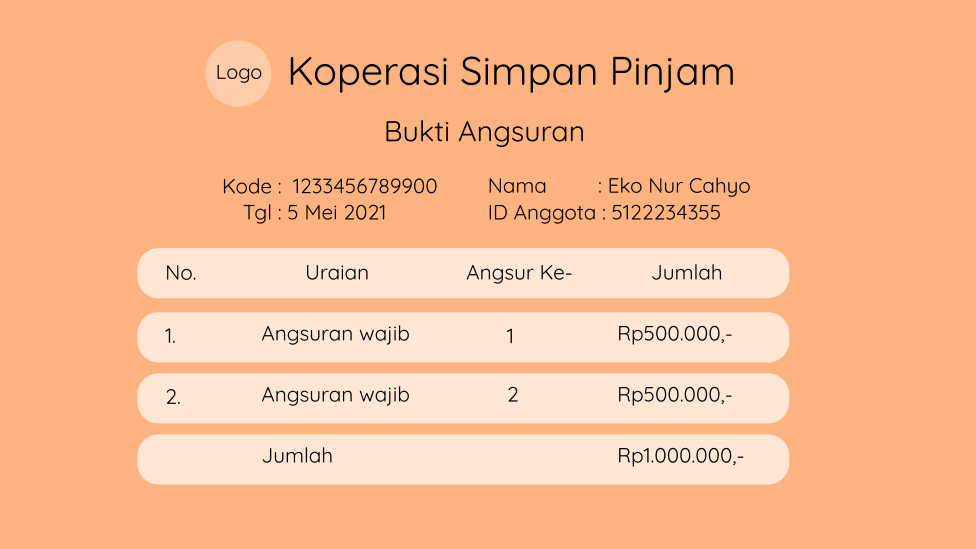 Logo
Koperasi Simpan Pinjam
Bukti Angsuran
Kode : 1233456789900 Nama : Eko Nur Cahyo
Tgl : 5 Mei 2021 ID Anggota : 5122234355
No. Uraian Angsur Ke- Jumlah
1. Angsuran wajib 1 Rp500.000,-
2. Angsuran wajib 2 Rp500.000,-
Jumlah Rp1.000.000,-